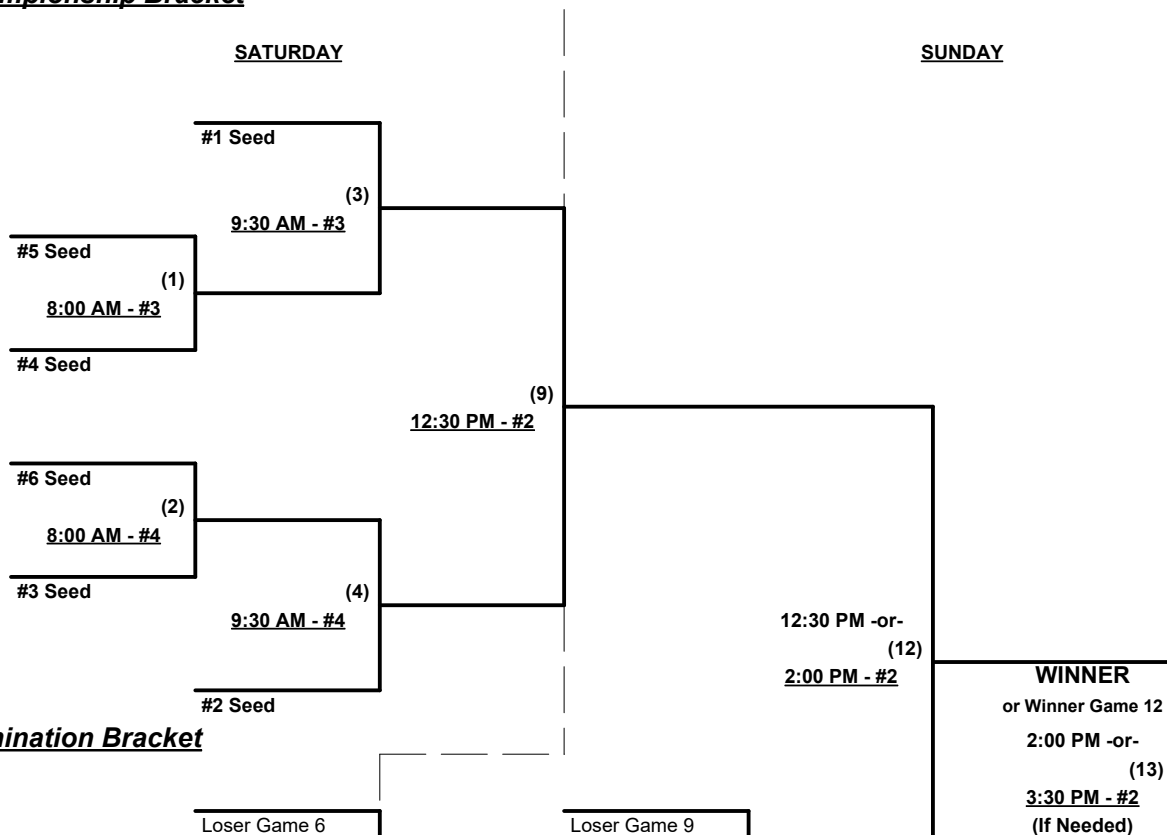 Bracket
SATURDAY
SUNDAY
#1 Seed
(3)
9:30 AM - #3
#5 Seed
(1)
8:00 AM - #3
#4 Seed
(9)
12:30 PM - #2
#6 Seed
(2)
8:00 AM - #4
#3 Seed
(4)
9:30 AM - #4
12:30 PM -or-
(12)
2:00 PM - #2
WINNER
#2 Seed
or Winner Game 12
Bracket
2:00 PM -or-
(13)
3:30 PM - #2
Loser Game 6
Loser Game 9
(If Needed)